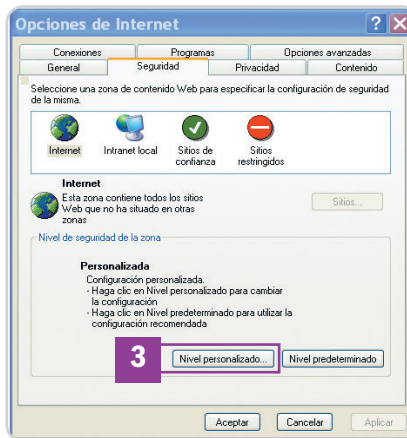 Opciones de Internet
Conexiones Programas Opciones avanzadas
General Seguridad Privacidad Contenido
Seleccione una zona de contenido Web para especificar la configuración de seguridad
de la misma.
Internet Intranet local Sitios de confianza Sitios restringidos
Internet
Esta zona contiene todos los sitios
Web que no ha situado en otras
zonas
Sitios...
Nivel de seguridad de la zona
Personalizada
Configuración personalizada.
- Haga clic en Nivel personalizado para cambiar
la configuración
- Haga clic en Nivel predeterminado para utilizar la
configuración recomendada
3 Nivel personalizado... Nivel predeterminado
Aceptar Cancelar Aplicar